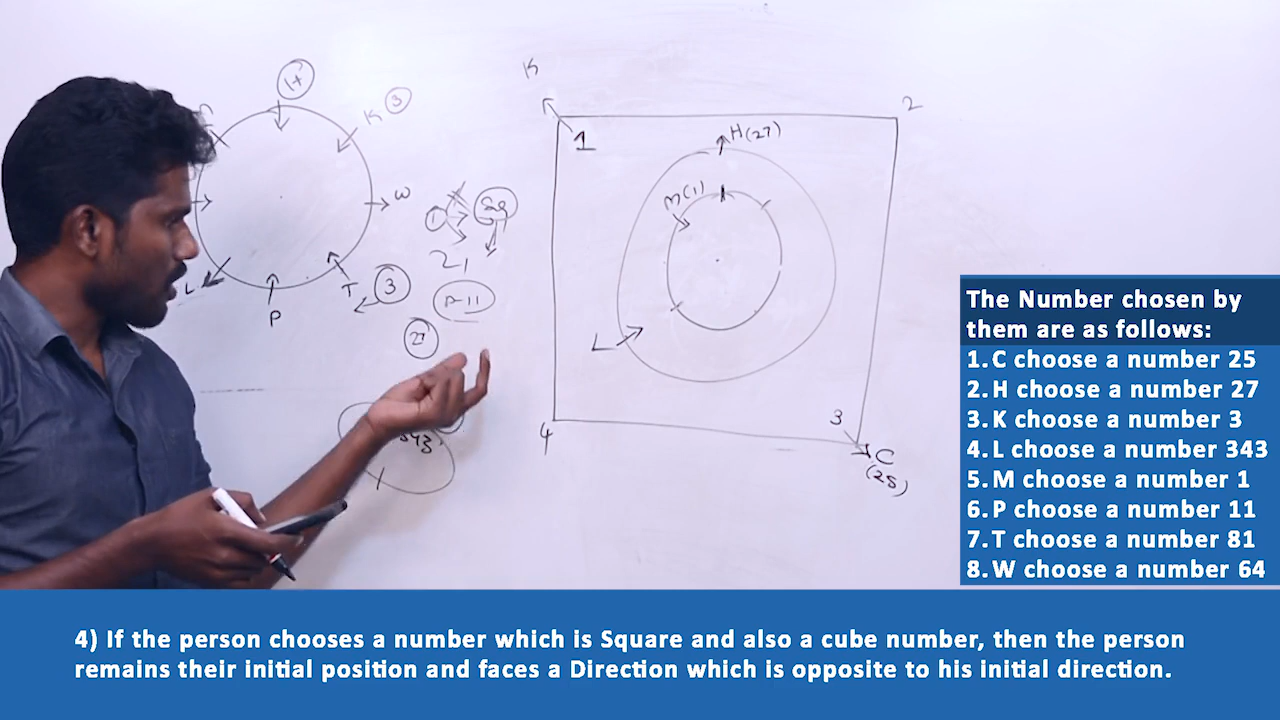 K
2
1
H(27)
M(1)
L
4
3
C
(25)
H
K 3
W
L
P
T 3
21
P-11
27
343
The Number chosen by
them are as follows:
1.C choose a number 25
2.H choose a number 27
3.K choose a number 3
4.L choose a number 343
5.M choose a number 1
6.P choose a number 11
7.T choose a number 81
8.W choose a number 64
4) If the person chooses a number which is Square and also a cube number, then the person
remains their initial position and faces a Direction which is opposite to his initial direction.